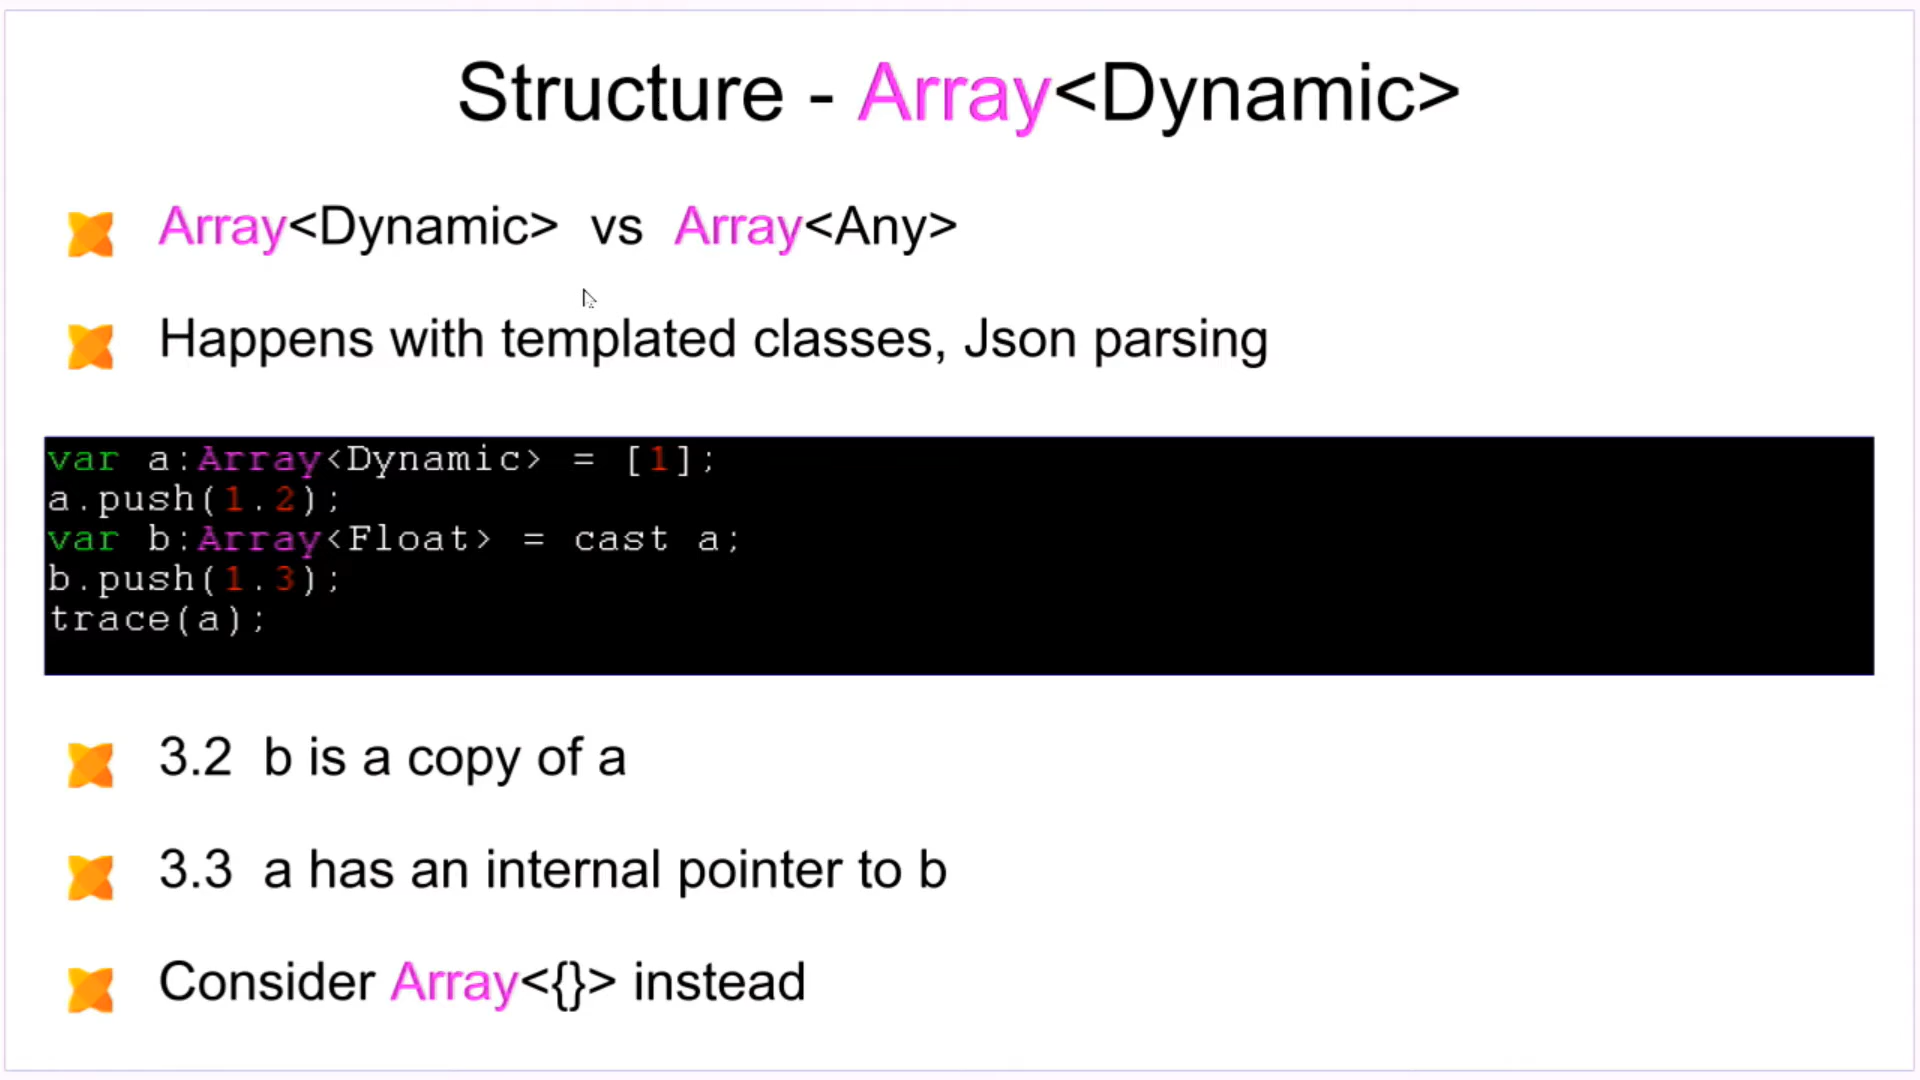 Structure - Array<Dynamic>
Array<Dynamic> vs Array<Any>
Happens with templated classes, Json parsing
var a:Array<Dynamic> = [1];
a.push(1.2);
var b:Array<Float> = cast a;
b.push(1.3);
trace(a);
3.2 b is a copy of a
3.3 a has an internal pointer to b
Consider Array<{}> instead